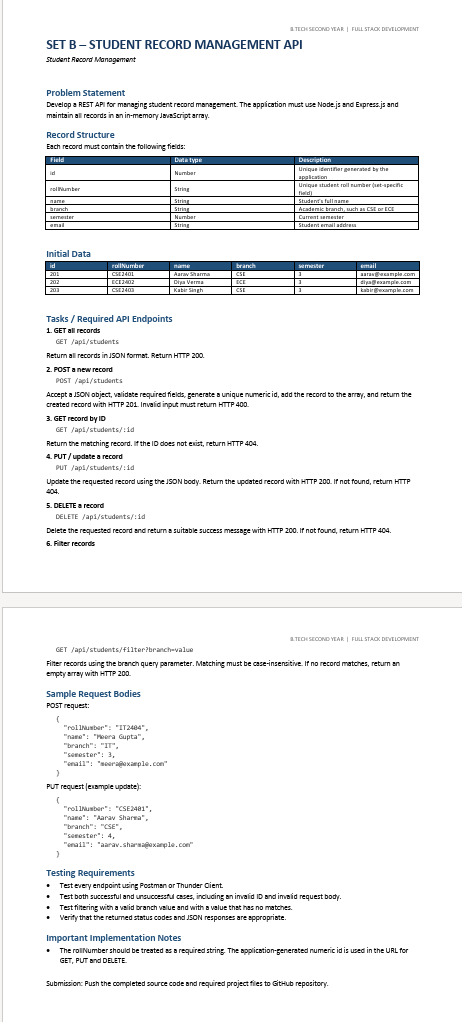 B.TECH SECOND YEAR | FULL STACK DEVELOPMENT
SET B – STUDENT RECORD MANAGEMENT API
Student Record Management
Problem Statement
Develop a REST API for managing student record management. The application must use Node.js and Express.js and
maintain all records in an in-memory JavaScript array.
Record Structure
Each record must contain the following fields:
Field Data type Description
id Number Unique identifier generated by the
application
rollNumber String Unique student roll number (set-specific
field)
name String Student's full name
branch String Academic branch, such as CSE or ECE
semester Number Current semester
email String Student email address
Initial Data
id rollNumber name branch semester email
201 CSE2401 Aarav Sharma CSE 3 aarav@example.com
202 ECE2402 Diya Verma ECE 3 diya@example.com
203 CSE2403 Kabir Singh CSE 3 kabir@example.com
Tasks / Required API Endpoints
1. GET all records
GET /api/students
Return all records in JSON format. Return HTTP 200.
2. POST a new record
POST /api/students
Accept a JSON object, validate required fields, generate a unique numeric id, add the record to the array, and return the
created record with HTTP 201. Invalid input must return HTTP 400.
3. GET record by ID
GET /api/students/:id
Return the matching record. If the ID does not exist, return HTTP 404.
4. PUT / update a record
PUT /api/students/:id
Update the requested record using the JSON body. Return the updated record with HTTP 200. If not found, return HTTP
404.
5. DELETE a record
DELETE /api/students/:id
Delete the requested record and return a suitable success message with HTTP 200. If not found, return HTTP 404.
6. Filter records
B.TECH SECOND YEAR | FULL STACK DEVELOPMENT
GET /api/students/filter?branch=value
Filter records using the branch query parameter. Matching must be case-insensitive. If no record matches, return an
empty array with HTTP 200.
Sample Request Bodies
POST request:
{
"rollNumber": "IT2404",
"name": "Meera Gupta",
"branch": "IT",
"semester": 3,
"email": "meera@example.com"
}
PUT request (example update):
{
"rollNumber": "CSE2401",
"name": "Aarav Sharma",
"branch": "CSE",
"semester": 4,
"email": "aarav.sharma@example.com"
}
Testing Requirements
• Test every endpoint using Postman or Thunder Client.
• Test both successful and unsuccessful cases, including an invalid ID and invalid request body.
• Test filtering with a valid branch value and with a value that has no matches.
• Verify that the returned status codes and JSON responses are appropriate.
Important Implementation Notes
• The rollNumber should be treated as a required string. The application-generated numeric id is used in the URL for
GET, PUT and DELETE.
Submission: Push the completed source code and required project files to GitHub repository.